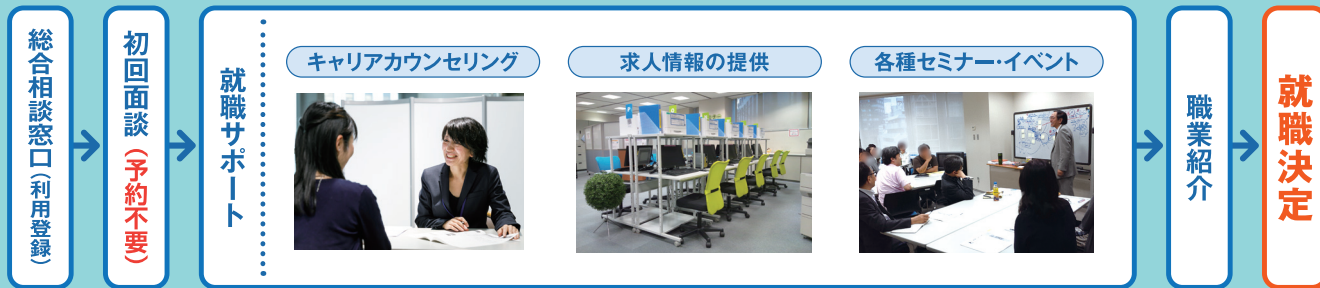 総合相談窓口(利用登録)
初回面談(予約不要)
就職サポート
キャリアカウンセリング
求人情報の提供
各種セミナー・イベント
職業紹介
就職決定